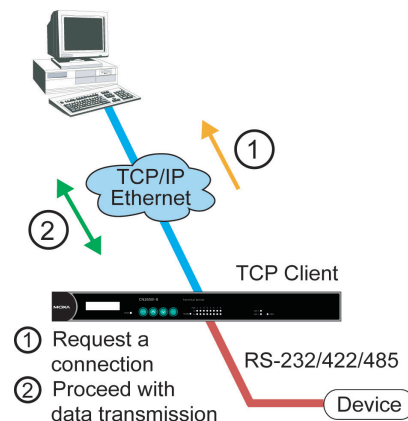 1
TCP/IP
Ethernet
2
TCP Client
MOXA
1 Request a
connection
RS-232/422/485
2 Proceed with
data transmission
Device